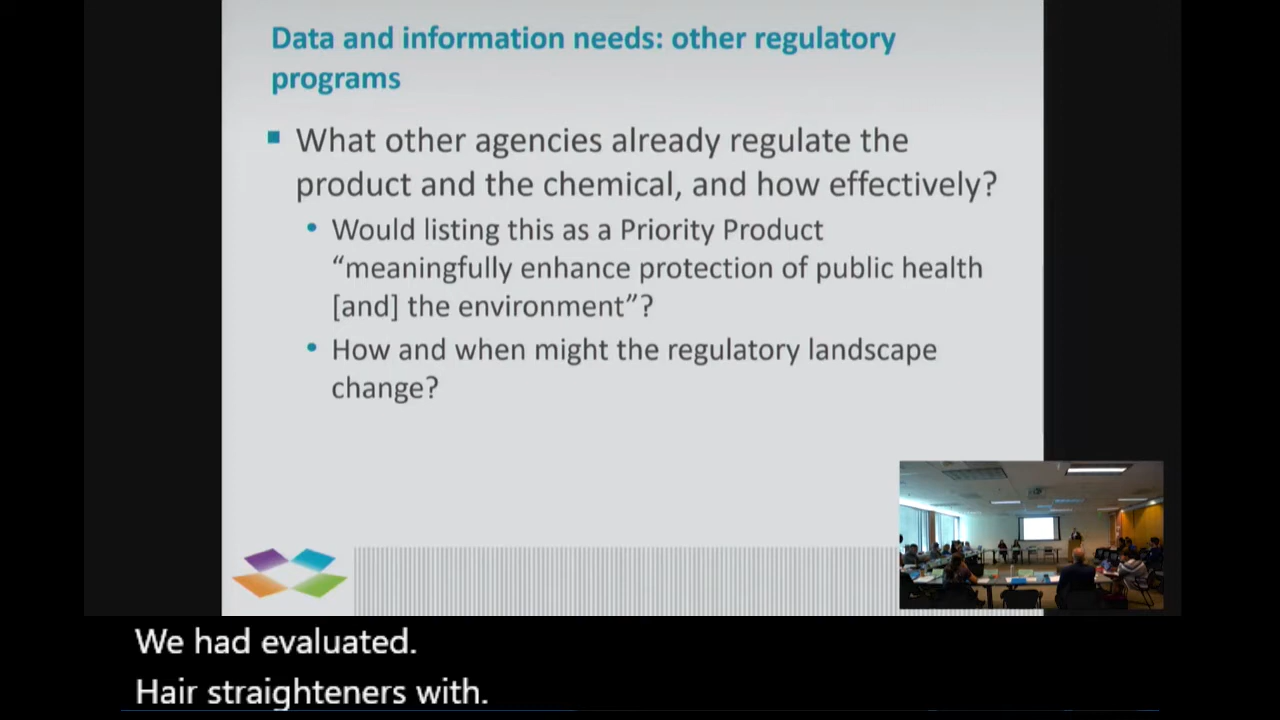 Data and information needs: other regulatory
programs
What other agencies already regulate the
product and the chemical, and how effectively?
Would listing this as a Priority Product
“meaningfully enhance protection of public health
[and] the environment”?
How and when might the regulatory landscape
change?
We had evaluated.
Hair straighteners with.